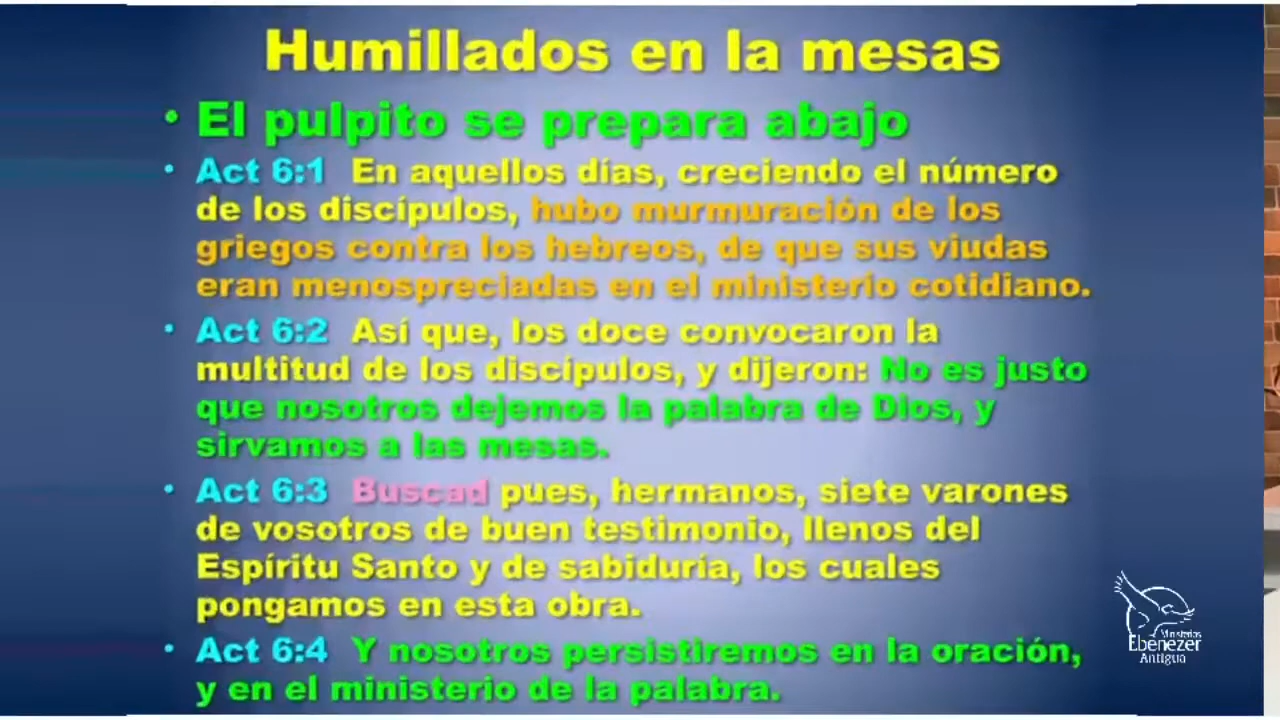 Humillados en la mesas
• El pulpito se prepara abajo
• Act 6:1 En aquellos días, creciendo el número
de los discípulos, hubo murmuración de los
griegos contra los hebreos, de que sus viudas
eran menospreciadas en el ministerio cotidiano.
• Act 6:2 Así que, los doce convocaron la
multitud de los discípulos, y dijeron: No es justo
que nosotros dejemos la palabra de Dios, y
sirvamos a las mesas.
• Act 6:3 Buscad pues, hermanos, siete varones
de vosotros de buen testimonio, llenos del
Espíritu Santo y de sabiduría, los cuales
pongamos en esta obra.
• Act 6:4 Y nosotros persistiremos en la oración,
y en el ministerio de la palabra.
Ministerios
Ebenezer
Antigua